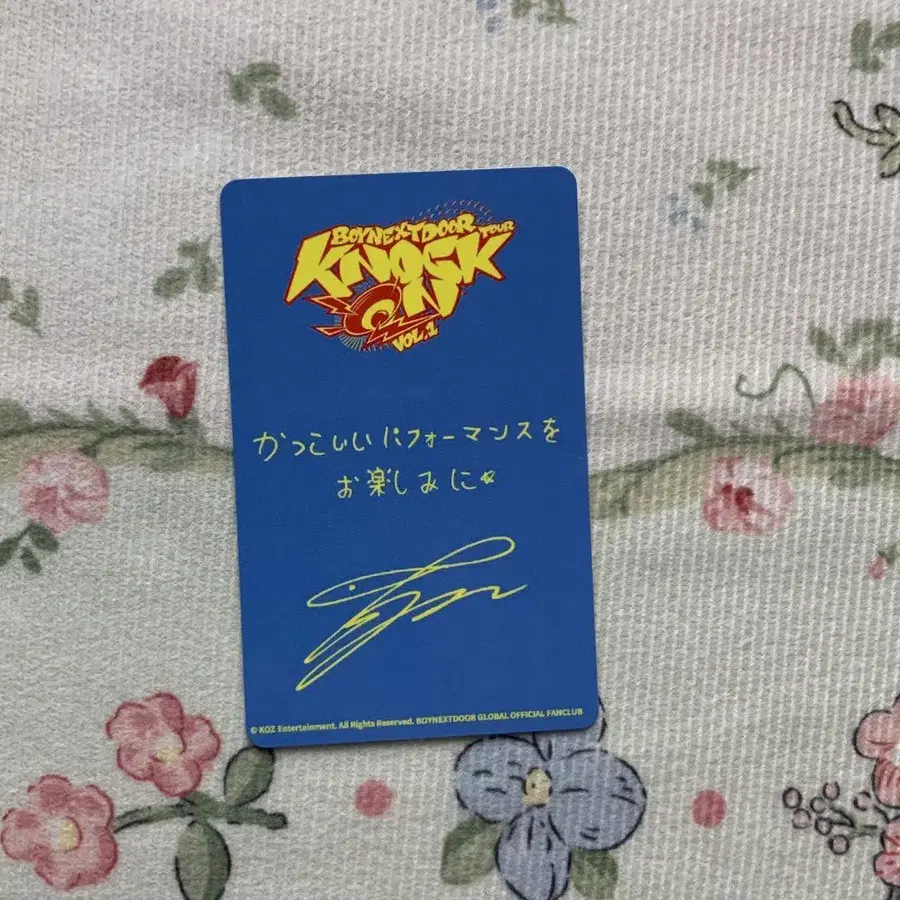 BOYNEXTDOOR TOUR
KNOCK
ON
VOL.1
かっこいいパフォーマンスを
お楽しみに
© KOZ Entertainment. All Rights Reserved. BOYNEXTDOOR GLOBAL OFFICIAL FANCLUB